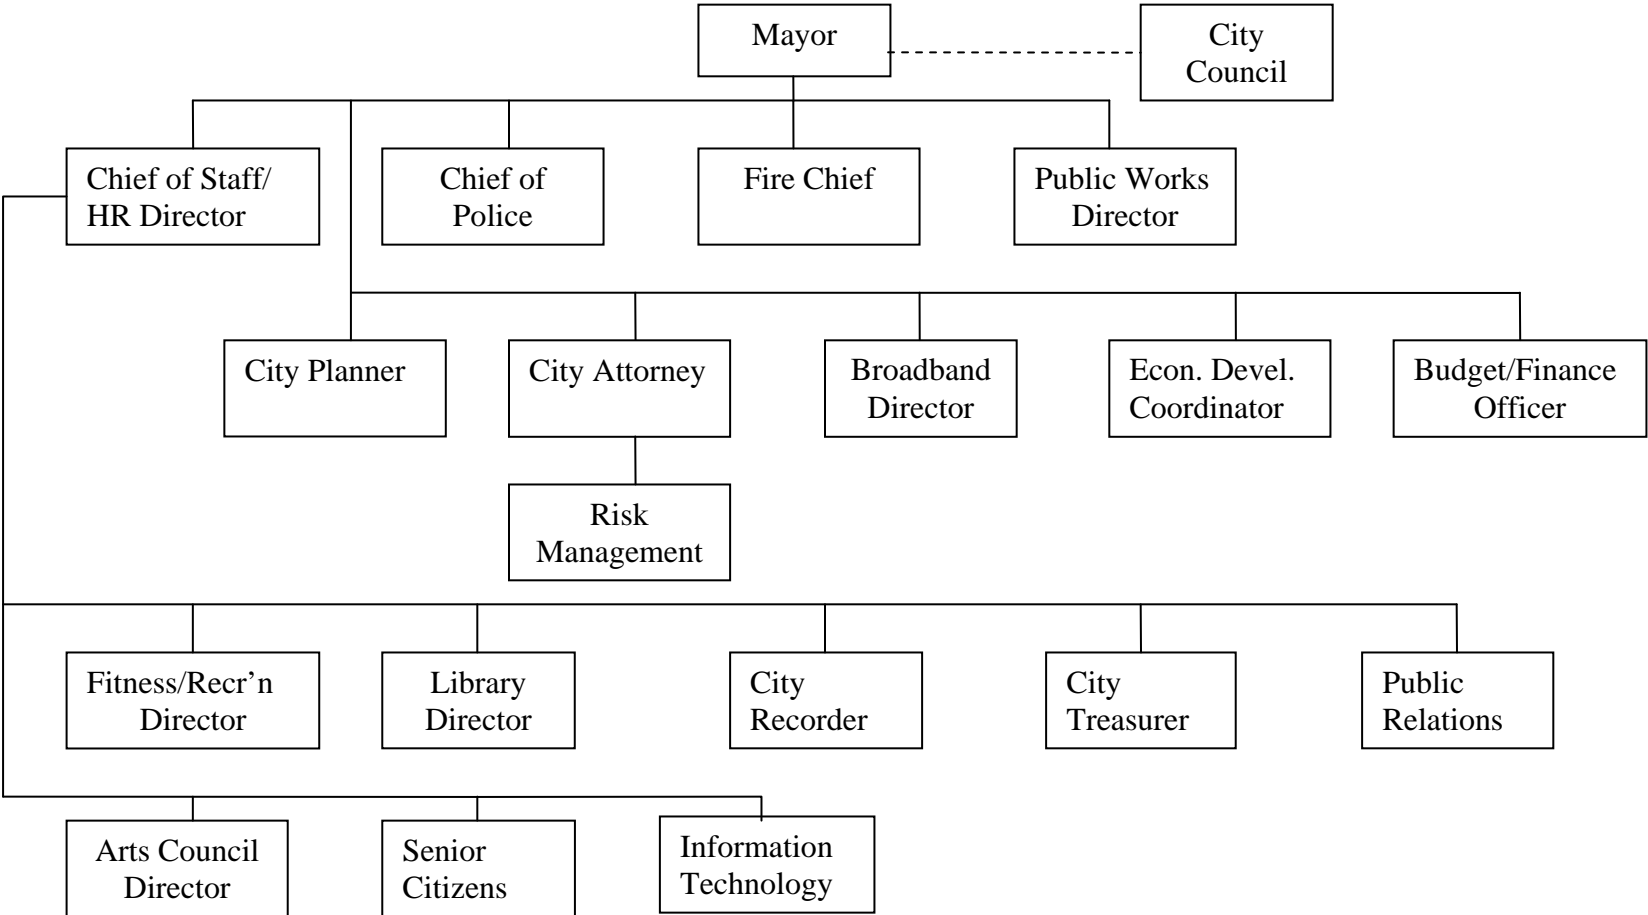 Mayor
City
Council
Chief of Staff/
HR Director
Chief of
Police
Fire Chief
Public Works
Director
City Planner
City Attorney
Broadband
Director
Econ. Devel.
Coordinator
Budget/Finance
Officer
Risk
Management
Fitness/Recr’n
Director
Library
Director
City
Recorder
City
Treasurer
Public
Relations
Arts Council
Director
Senior
Citizens
Information
Technology